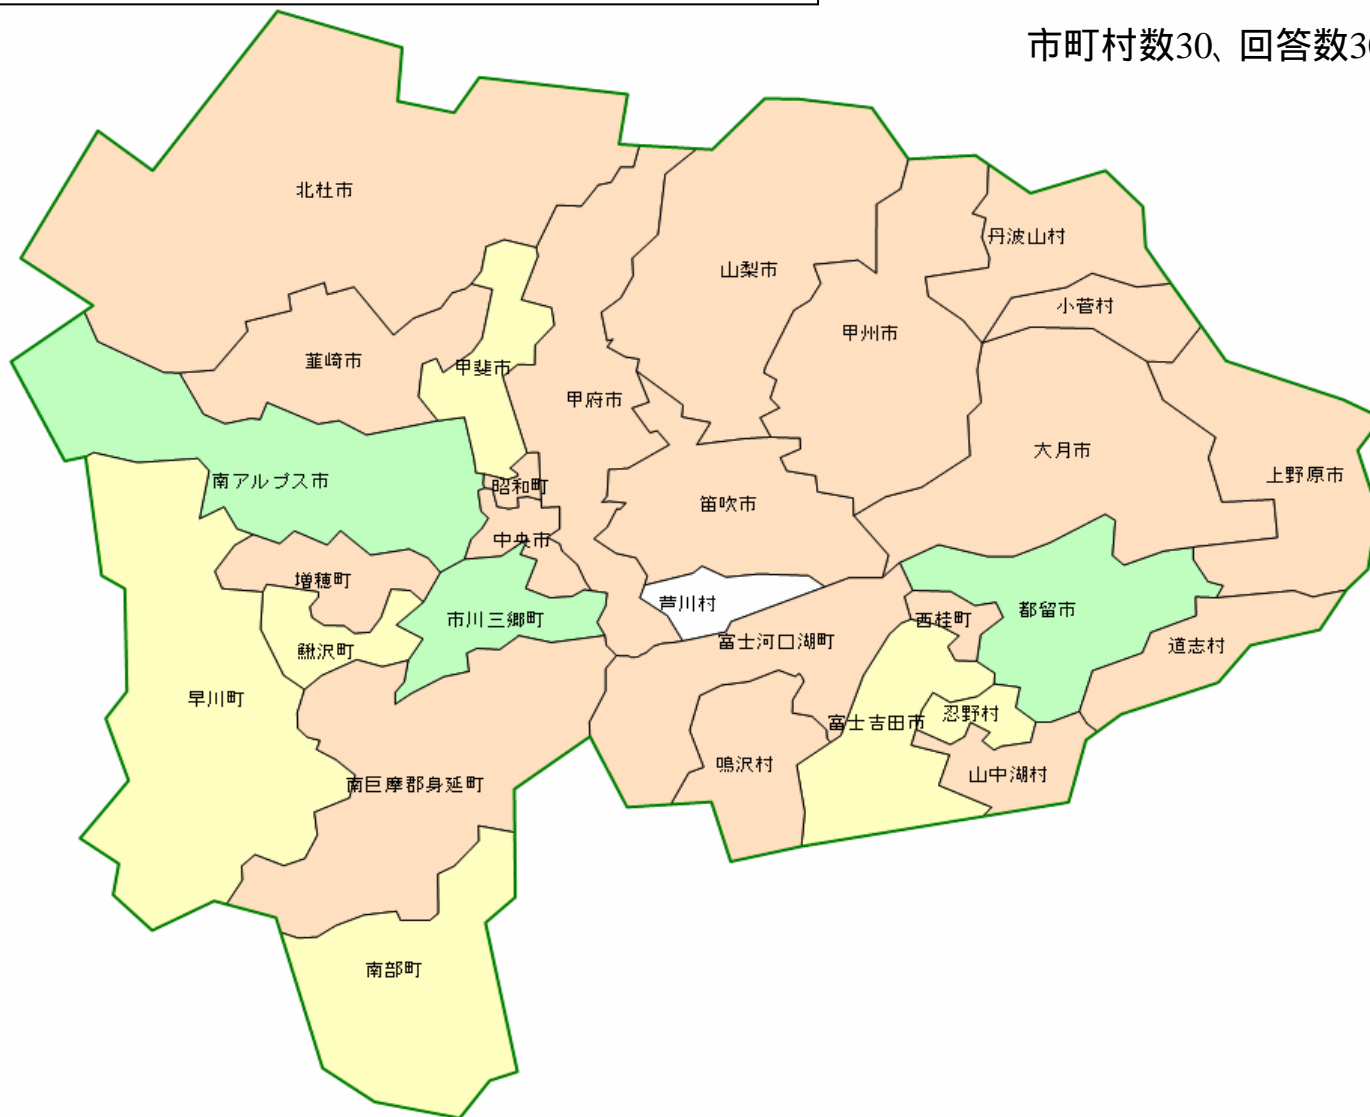 市町村数30、回答数30
北杜市
丹波山村
山梨市
小菅村
甲州市
韮崎市
甲斐市
甲府市
大月市
上野原市
南アルプス市
昭和町
笛吹市
中央市
増穂町
芦川村
都留市
市川三郷町
西桂町
富士河口湖町
道志村
鰍沢町
早川町
忍野村
富士吉田市
鳴沢村
山中湖村
南巨摩郡身延町
南部町